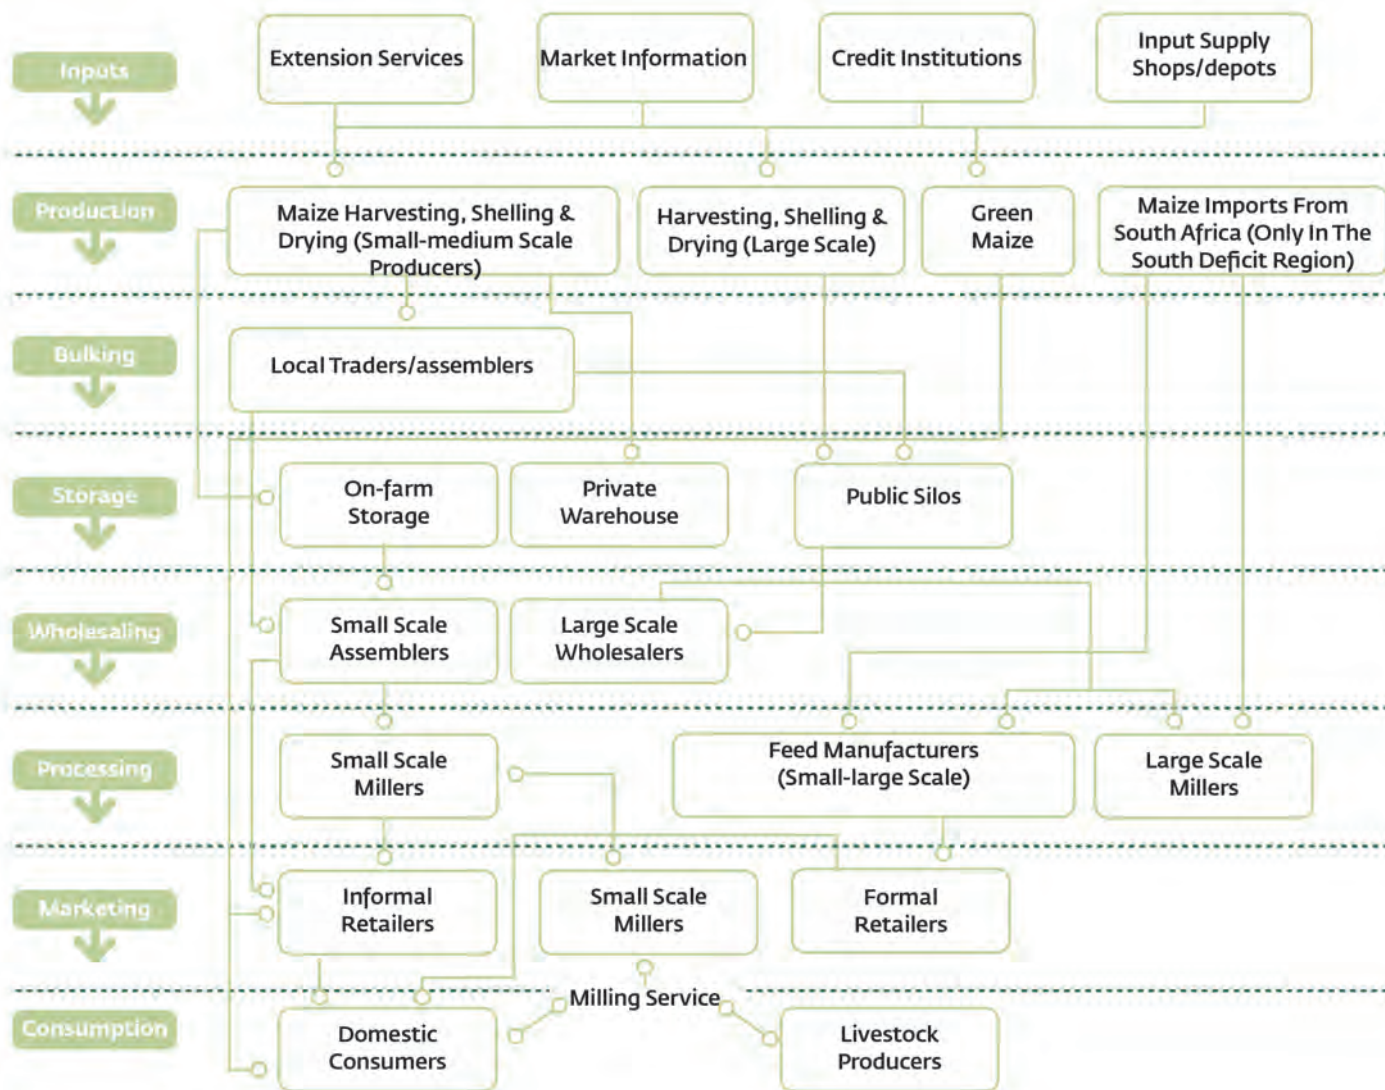 Inputs
Extension Services
Market Information
Credit Institutions
Input Supply
Shops/depots
Production
Maize Harvesting, Shelling &
Drying (Small-medium Scale
Producers)
Harvesting, Shelling &
Drying (Large Scale)
Green
Maize
Maize Imports From
South Africa (Only In The
South Deficit Region)
Bulking
Local Traders/assemblers
Storage
On-farm
Storage
Private
Warehouse
Public Silos
Wholesaling
Small Scale
Assemblers
Large Scale
Wholesalers
Processing
Small Scale
Millers
Feed Manufacturers
(Small-large Scale)
Large Scale
Millers
Marketing
Informal
Retailers
Small Scale
Millers
Formal
Retailers
Milling Service
Consumption
Domestic
Consumers
Livestock
Producers